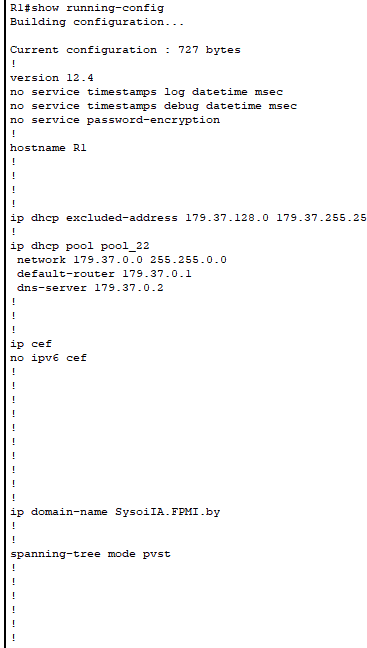 R1#show running-config
Building configuration...
Current configuration : 727 bytes
!
version 12.4
no service timestamps log datetime msec
no service timestamps debug datetime msec
no service password-encryption
!
hostname R1
!
!
!
!
ip dhcp excluded-address 179.37.128.0 179.37.255.25
!
ip dhcp pool pool_22
network 179.37.0.0 255.255.0.0
default-router 179.37.0.1
dns-server 179.37.0.2
!
!
!
ip cef
no ipv6 cef
!
!
!
!
!
!
!
!
!
!
ip domain-name SysoiIA.FPMI.by
!
!
spanning-tree mode pvst
!
!
!
!
!
!